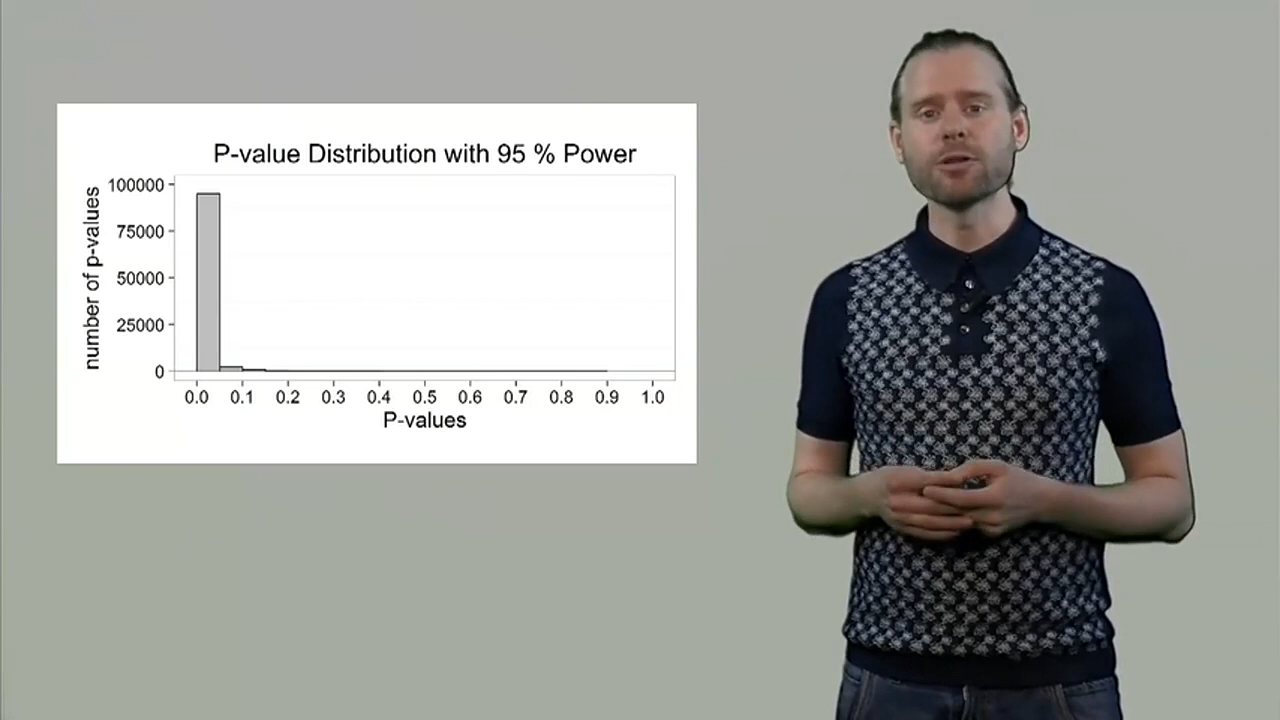 P-value Distribution with 95 % Power
number of p-values
100000
75000
50000
25000
0
0.0 0.1 0.2 0.3 0.4 0.5 0.6 0.7 0.8 0.9 1.0
P-values